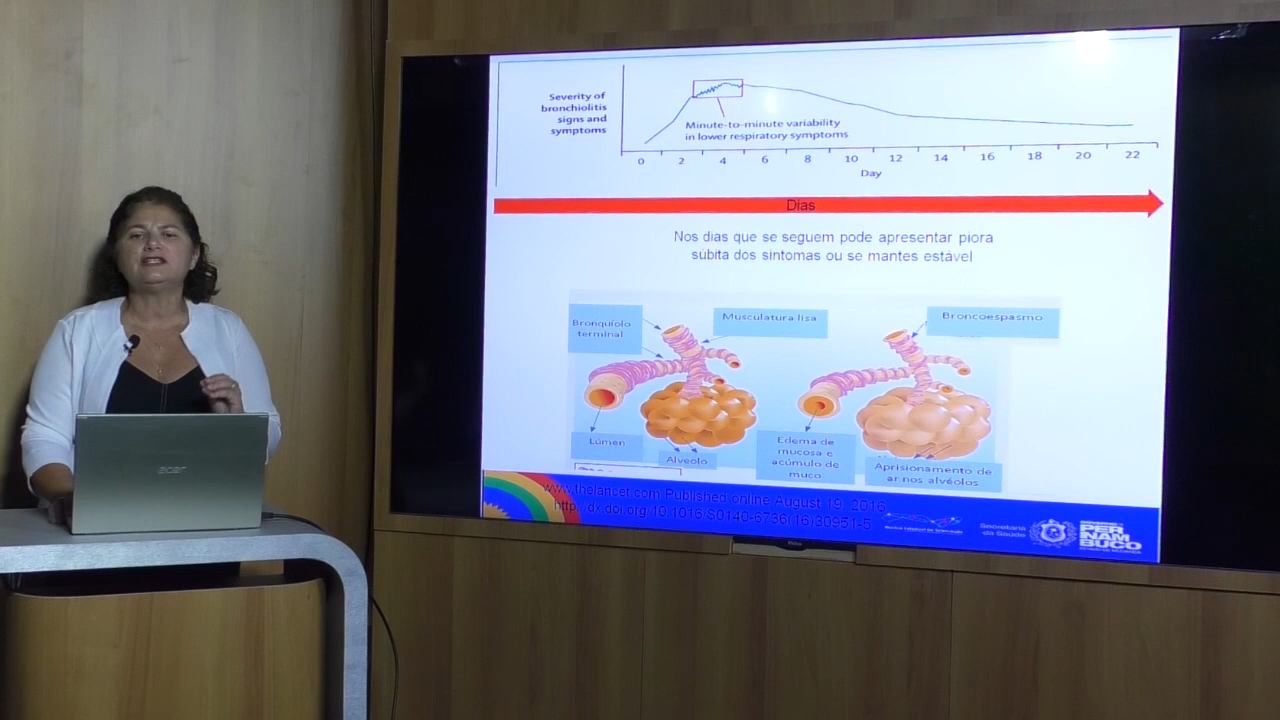 Severity of
bronchiolitis
signs and
symptoms
Minute-to-minute variability
in lower respiratory symptoms
0 2 4 6 8 10 12 14 16 18 20 22
Day
Dias
Nos dias que se seguem pode apresentar piora
súbita dos sintomas ou se mantes estável
Bronquíolo
terminal
Musculatura lisa
Broncoespasmo
Lúmen
Alveolo
Edema de
mucosa e
acúmulo de
muco
Aprisionamento de
ar nos alvéolos
www.thelancet.com Published online August 19, 2016
http://dx.doi.org/10.1016/S0140-6736(16)30951-5
Secretaria
da Saúde
PER
NAM
BUCO
acer